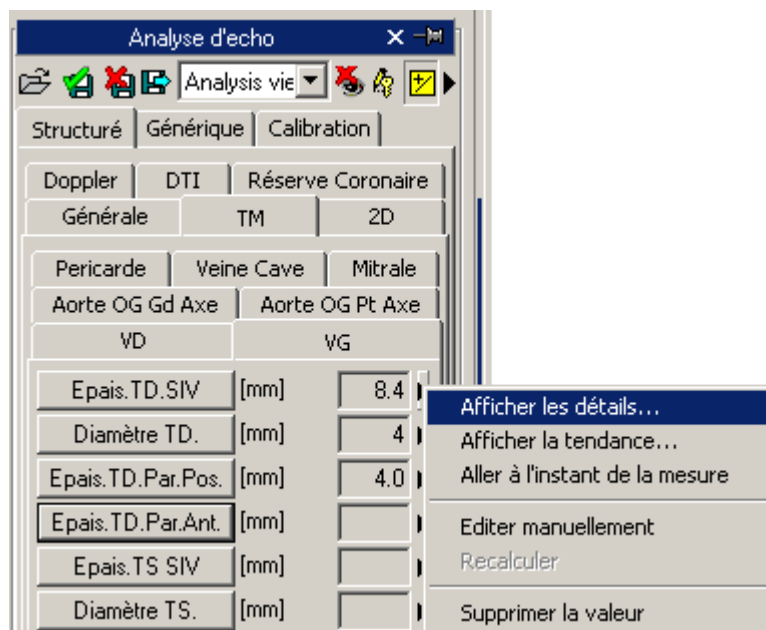 Analyse d'echo
Analysis vie
Structuré Générique Calibration
Doppler DTI Réserve Coronaire
Générale TM 2D
Pericarde Veine Cave Mitrale
Aorte OG Gd Axe Aorte OG Pt Axe
VD VG
Epais.TD.SIV [mm] 8.4
Afficher les détails...
Diamètre TD. [mm] 4
Afficher la tendance...
Epais.TD.Par.Pos. [mm] 4.0
Aller à l'instant de la mesure
Epais.TD.Par.Ant. [mm]
Editer manuellement
Epais.TS SIV [mm]
Recalculer
Diamètre TS. [mm]
Supprimer la valeur